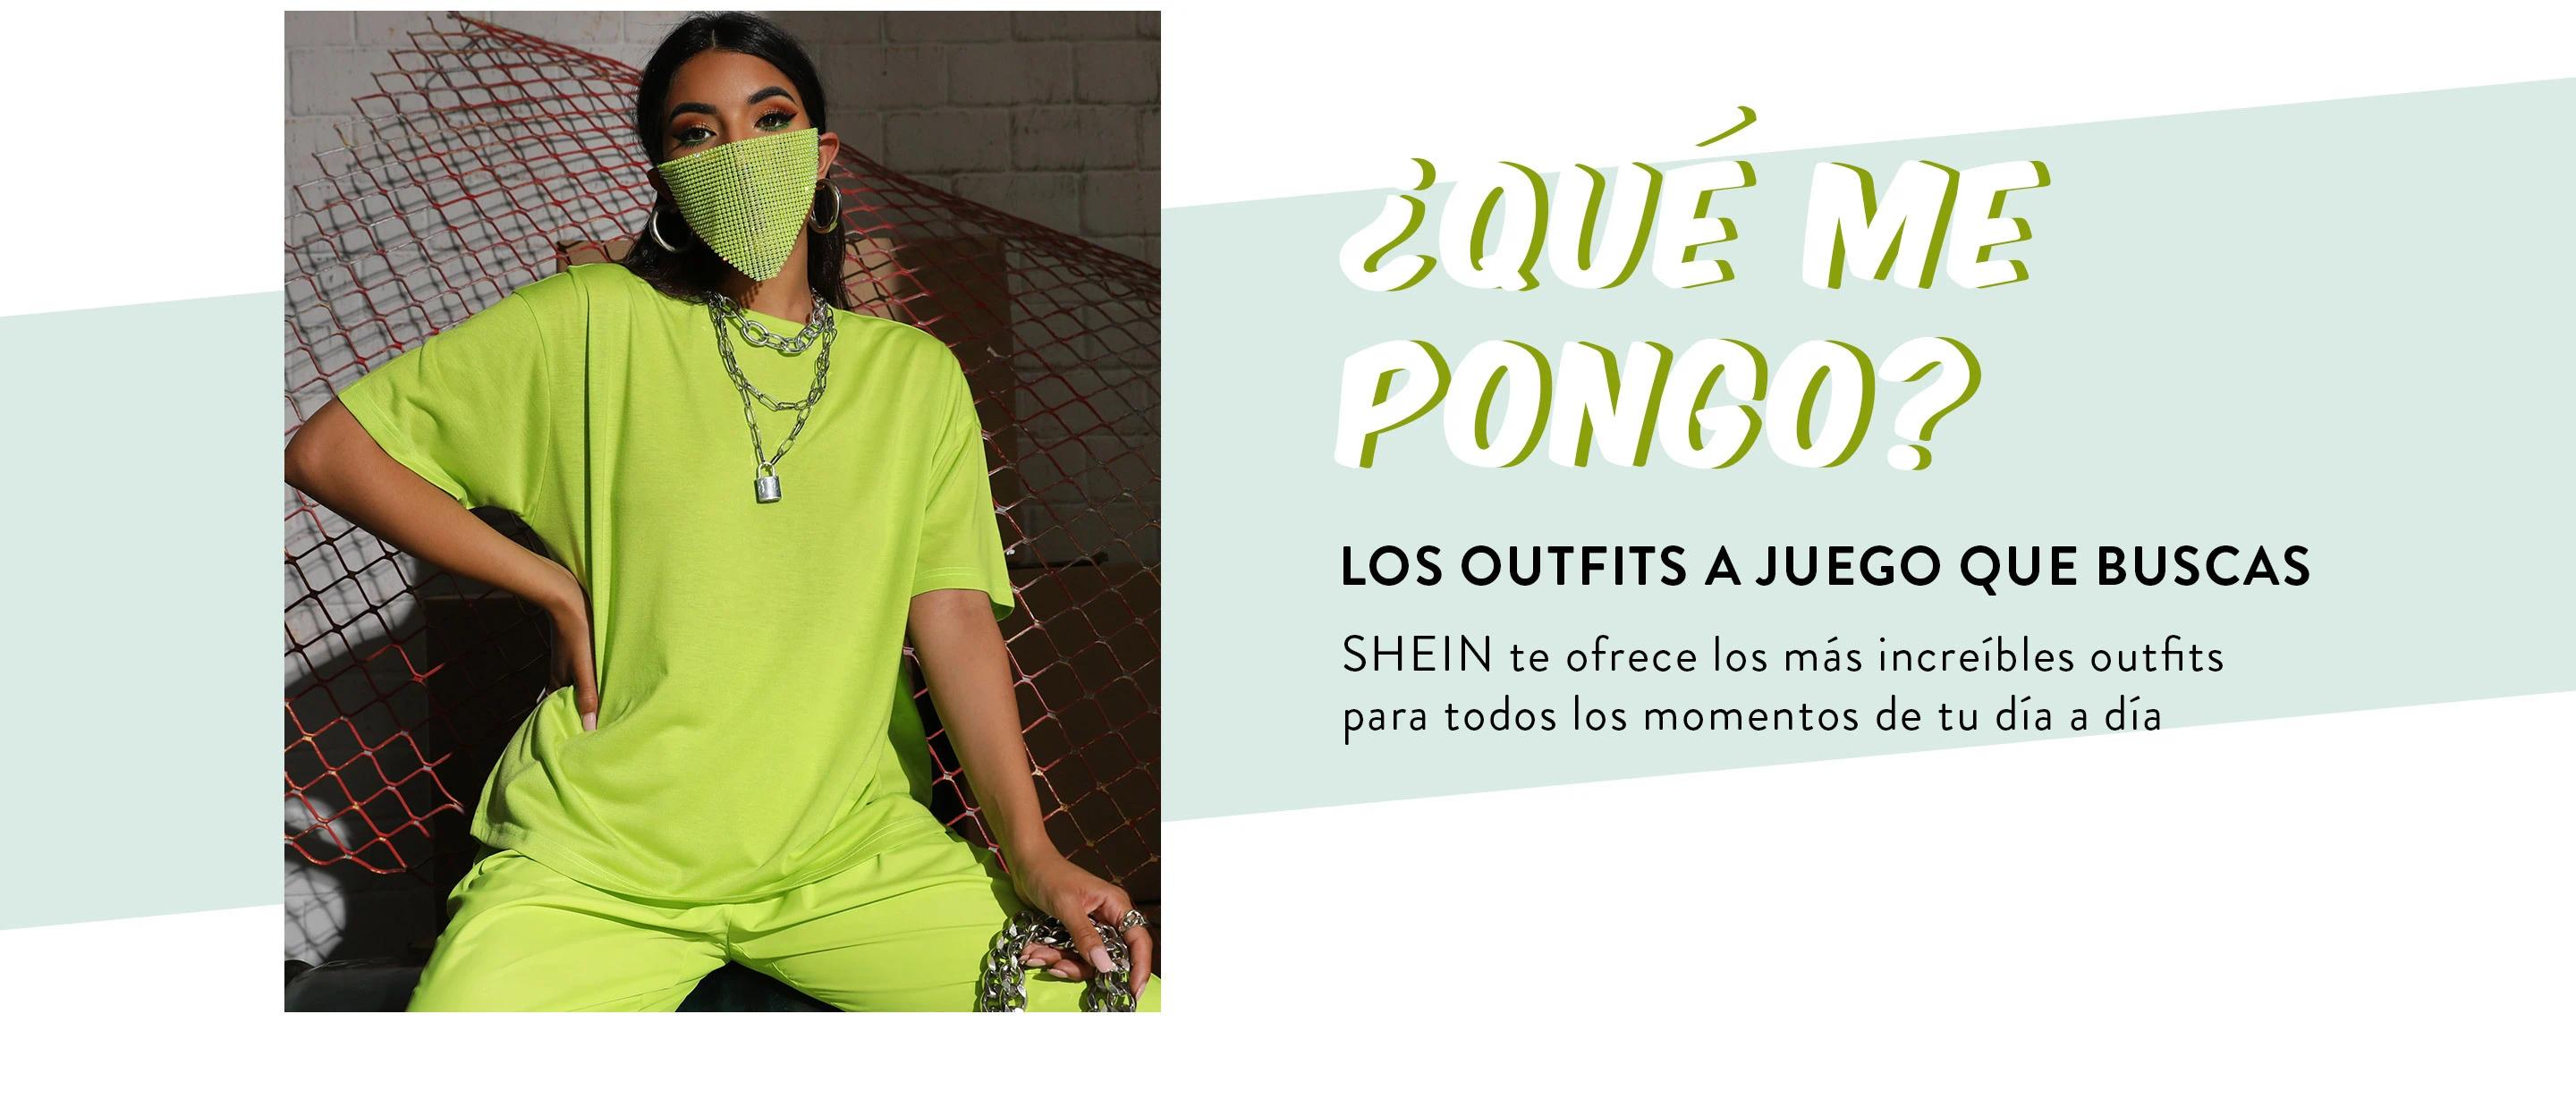 ¿QUÉ ME
PONGO?
LOS OUTFITS A JUEGO QUE BUSCAS
SHEIN te ofrece los más increíbles outfits
para todos los momentos de tu día a día